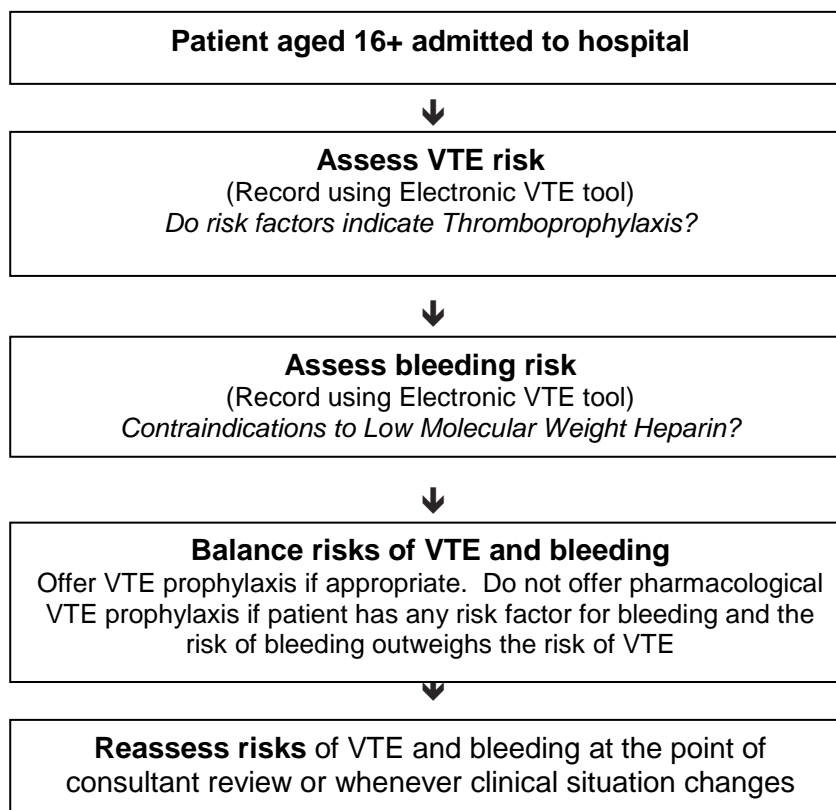 Patient aged 16+ admitted to hospital
Assess VTE risk
(Record using Electronic VTE tool)
Do risk factors indicate Thromboprophylaxis?
Assess bleeding risk
(Record using Electronic VTE tool)
Contraindications to Low Molecular Weight Heparin?
Balance risks of VTE and bleeding
Offer VTE prophylaxis if appropriate.  Do not offer pharmacological
VTE prophylaxis if patient has any risk factor for bleeding and the
risk of bleeding outweighs the risk of VTE
Reassess risks of VTE and bleeding at the point of
consultant review or whenever clinical situation changes